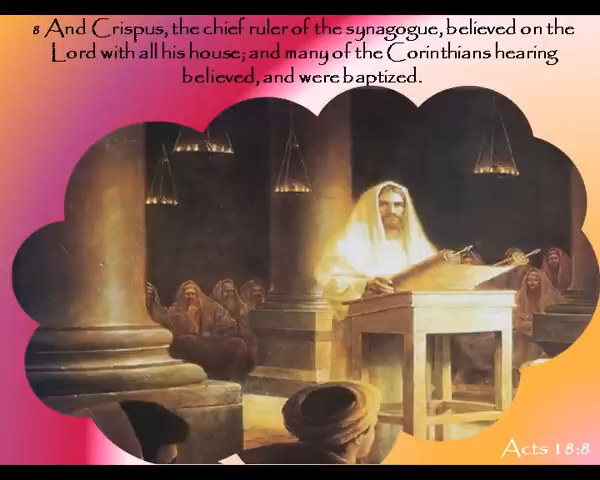 8 And Crispus, the chief ruler of the synagogue, believed on the
Lord with all his house; and many of the Corinthians hearing
believed, and were baptized.
Acts 18:8